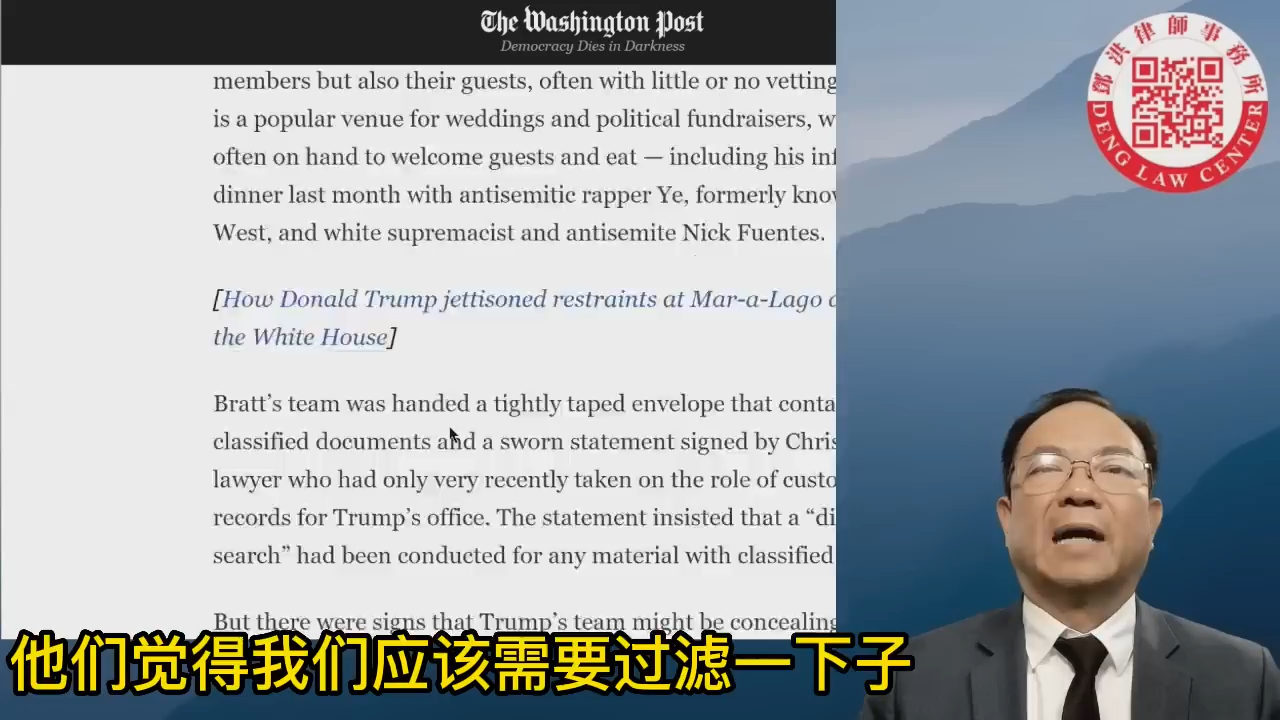 The Washington Post
Democracy Dies in Darkness
members but also their guests, often with little or no vetting
is a popular venue for weddings and political fundraisers, w
often on hand to welcome guests and eat — including his inf
dinner last month with antisemitic rapper Ye, formerly know
West, and white supremacist and antisemite Nick Fuentes.
[How Donald Trump jettisoned restraints at Mar-a-Lago a
the White House]
Bratt’s team was handed a tightly taped envelope that conta
classified documents and a sworn statement signed by Chris
lawyer who had only very recently taken on the role of custo
records for Trump’s office. The statement insisted that a “di
search” had been conducted for any material with classified
But there were signs that Trump’s team might be concealing
他们觉得我们应该需要过滤一下子
鄧洪律師事務所
DENG LAW CENTER